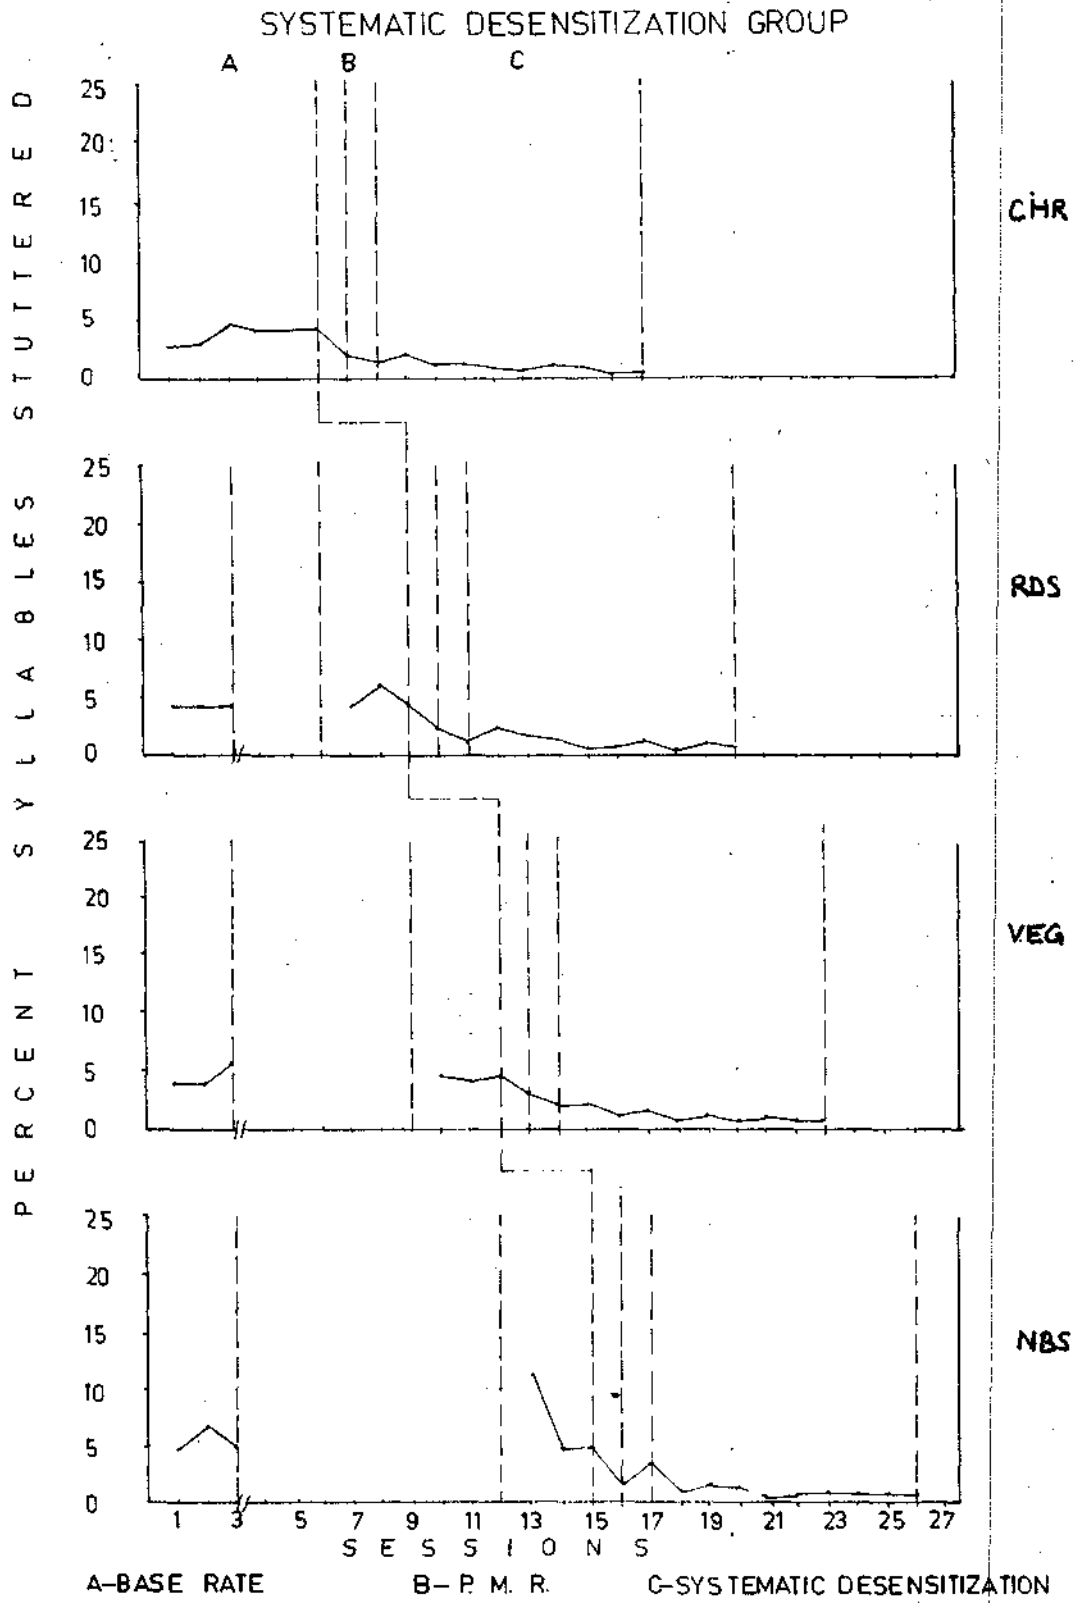 SYSTEMATIC DESENSITIZATION GROUP
A B C
PERCENT SYLLABLES STUTTERED
25
20
15
10
5
0
CHR
25
20
15
10
5
0
RDS
25
20
15
10
5
0
VEG
25
20
15
10
5
0
NBS
1 3 5 7 9 11 13 15 17 19 21 23 25 27
SESSIONS
A-BASE RATE B-P.M.R. C-SYSTEMATIC DESENSITIZATION